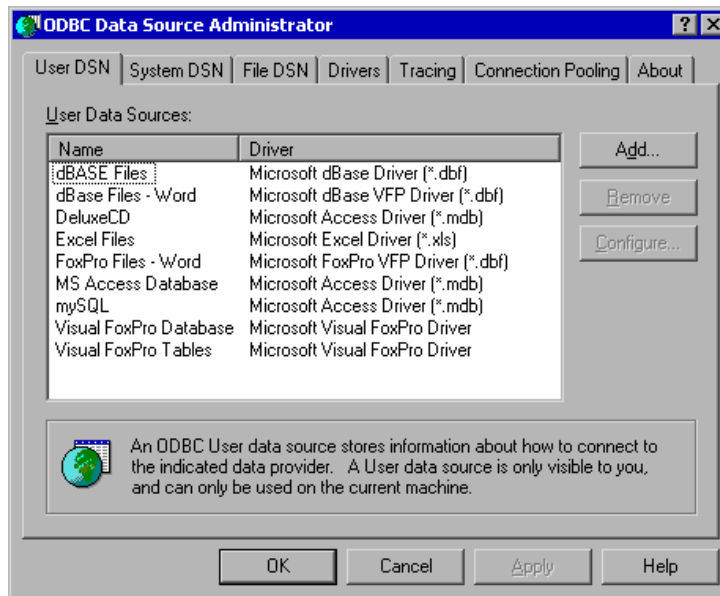 ODBC Data Source Administrator
User DSN System DSN File DSN Drivers Tracing Connection Pooling About
User Data Sources:
Name Driver
dBASE Files Microsoft dBase Driver (*.dbf)
dBase Files - Word Microsoft dBase VFP Driver (*.dbf)
DeluxeCD Microsoft Access Driver (*.mdb)
Excel Files Microsoft Excel Driver (*.xls)
FoxPro Files - Word Microsoft FoxPro VFP Driver (*.dbf)
MS Access Database Microsoft Access Driver (*.mdb)
mySQL Microsoft Access Driver (*.mdb)
Visual FoxPro Database Microsoft Visual FoxPro Driver
Visual FoxPro Tables Microsoft Visual FoxPro Driver
Add...
Remove
Configure...
An ODBC User data source stores information about how to connect to
the indicated data provider. A User data source is only visible to you,
and can only be used on the current machine.
OK Cancel Apply Help